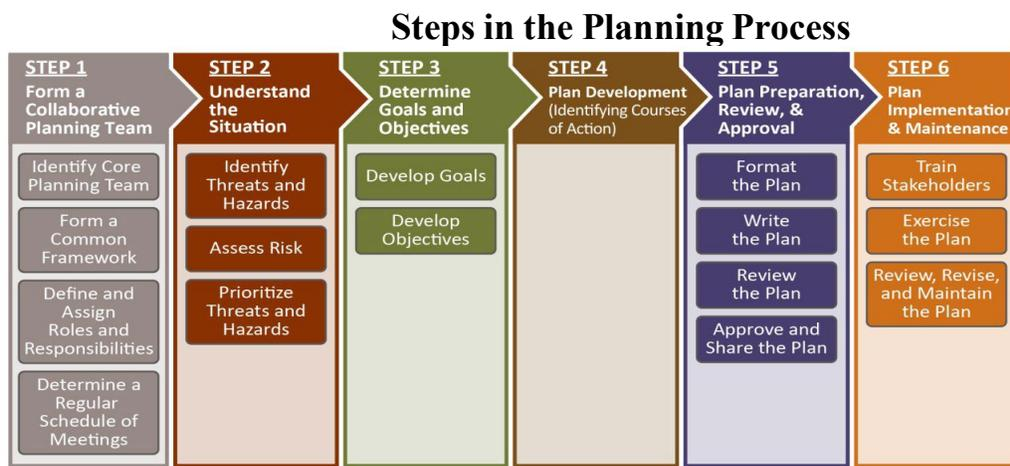 Steps in the Planning Process
STEP 1
Form a
Collaborative
Planning Team
Identify Core
Planning Team
Form a
Common
Framework
Define and
Assign
Roles and
Responsibilities
Determine a
Regular
Schedule of
Meetings
STEP 2
Understand
the
Situation
Identify
Threats and
Hazards
Assess Risk
Prioritize
Threats and
Hazards
STEP 3
Determine
Goals and
Objectives
Develop Goals
Develop
Objectives
STEP 4
Plan Development
(Identifying Courses
of Action)
STEP 5
Plan Preparation,
Review, &
Approval
Format
the Plan
Write
the Plan
Review
the Plan
Approve and
Share the Plan
STEP 6
Plan
Implementation
& Maintenance
Train
Stakeholders
Exercise
the Plan
Review, Revise,
and Maintain
the Plan